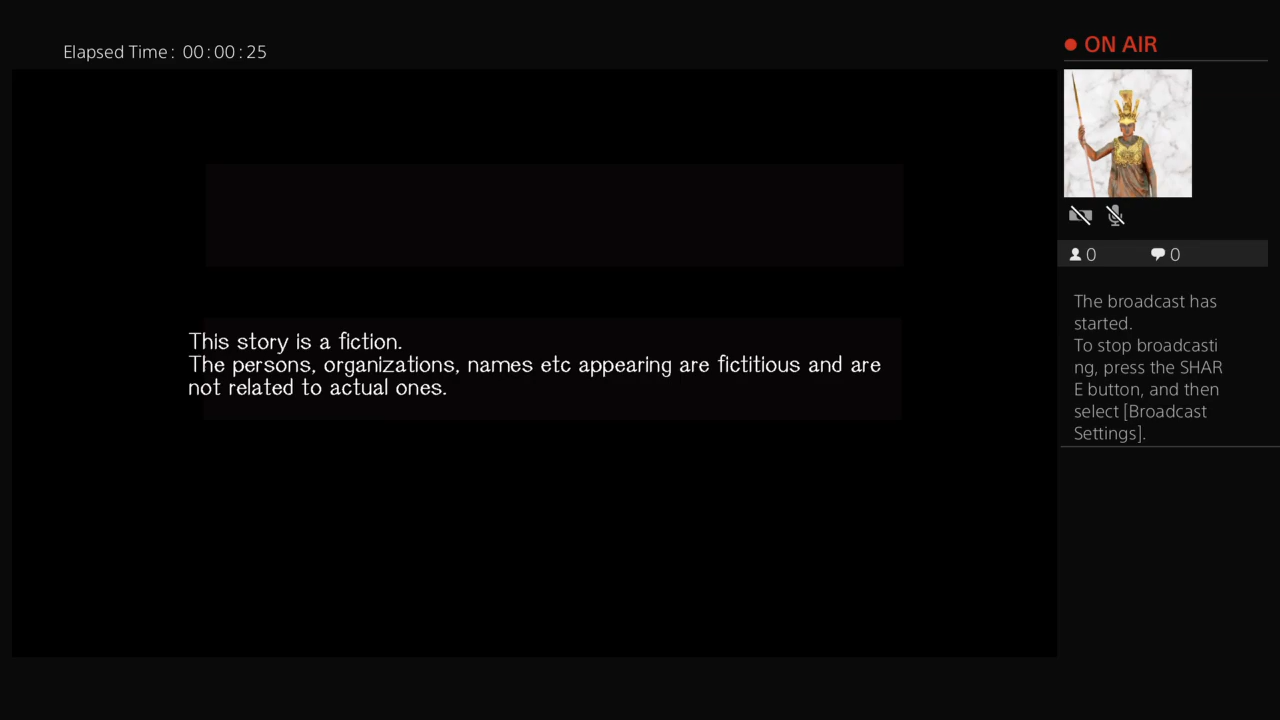 Elapsed Time: 00:00:25
ON AIR
0 0
This story is a fiction.
The persons, organizations, names etc appearing are fictitious and are
not related to actual ones.
The broadcast has
started.
To stop broadcasti
ng, press the SHAR
E button, and then
select [Broadcast
Settings].